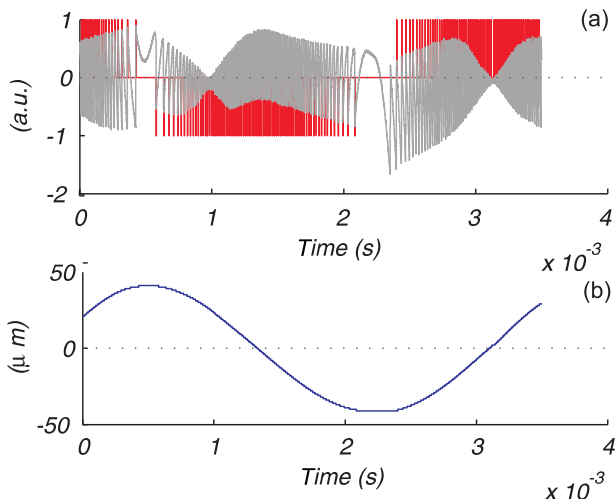 (a)
1
0
-1
-2
(a.u.)
0 1 2 3 4
Time (s)
x 10⁻³
(b)
50
0
-50
(μ m)
0 1 2 3 4
Time (s)
x 10⁻³